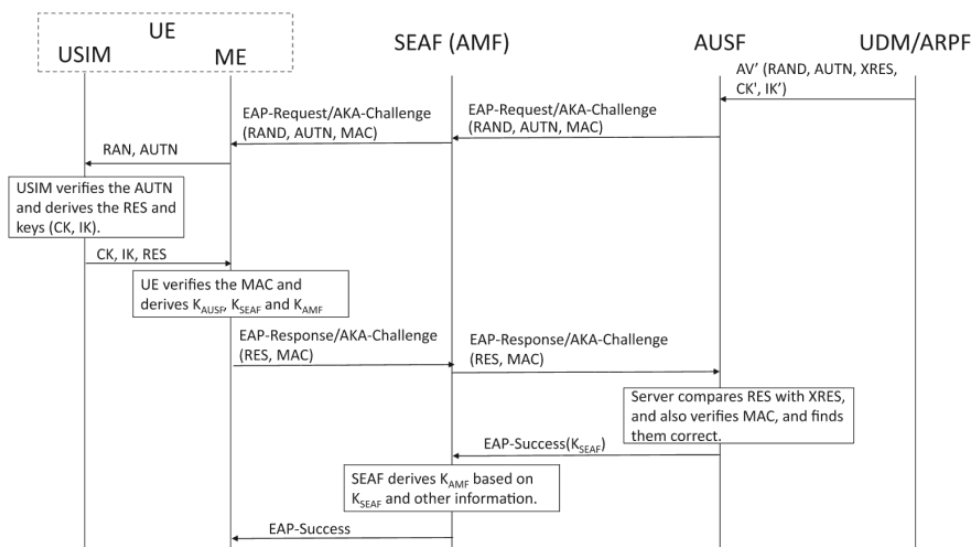 UE
USIM
ME
SEAF (AMF)
AUSF
UDM/ARPF
AV' (RAND, AUTN, XRES,
CK', IK')
EAP-Request/AKA-Challenge
(RAND, AUTN, MAC)
EAP-Request/AKA-Challenge
(RAND, AUTN, MAC)
RAN, AUTN
USIM verifies the AUTN
and derives the RES and
keys (CK, IK).
CK, IK, RES
UE verifies the MAC and
derives KAUSF, KSEAF and KAMF
EAP-Response/AKA-Challenge
(RES, MAC)
EAP-Response/AKA-Challenge
(RES, MAC)
Server compares RES with XRES,
and also verifies MAC, and finds
them correct.
EAP-Success(KSEAF)
SEAF derives KAMF based on
KSEAF and other information.
EAP-Success